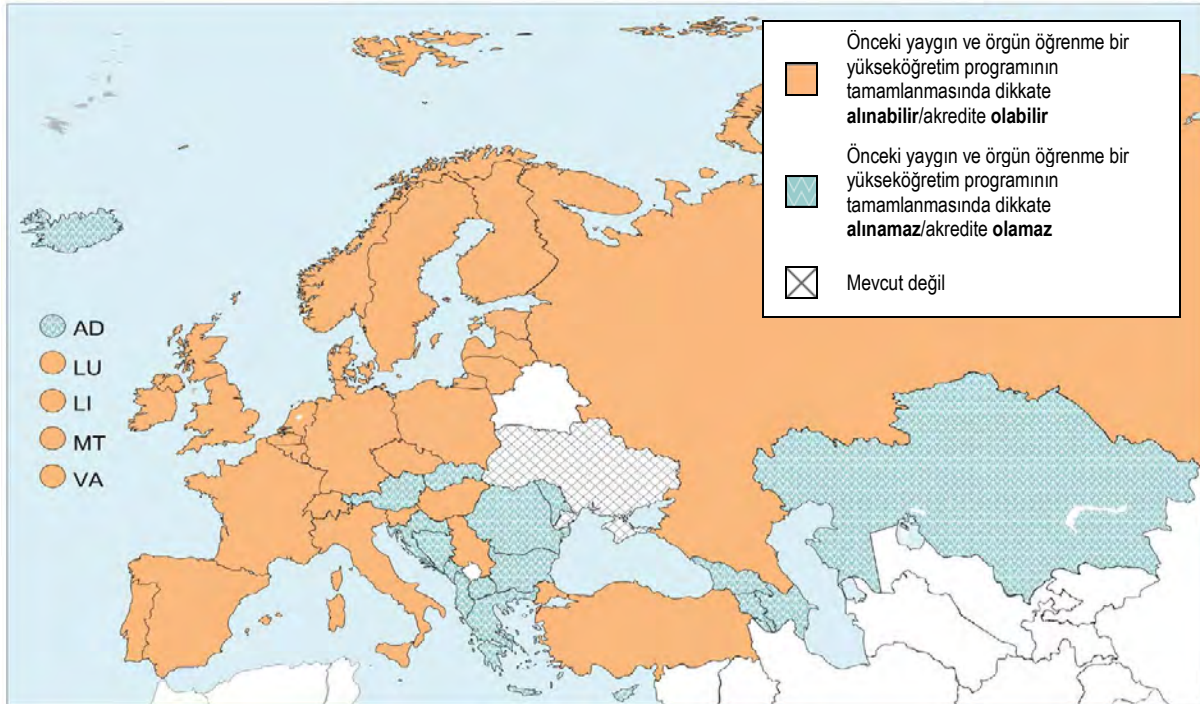 Önceki yaygın ve örgün öğrenme bir
yükseköğretim programının
tamamlanmasında dikkate
alınabilir/akredite olabilir
Önceki yaygın ve örgün öğrenme bir
yükseköğretim programının
tamamlanmasında dikkate
alınamaz/akredite olamaz
Mevcut değil
AD
LU
LI
MT
VA